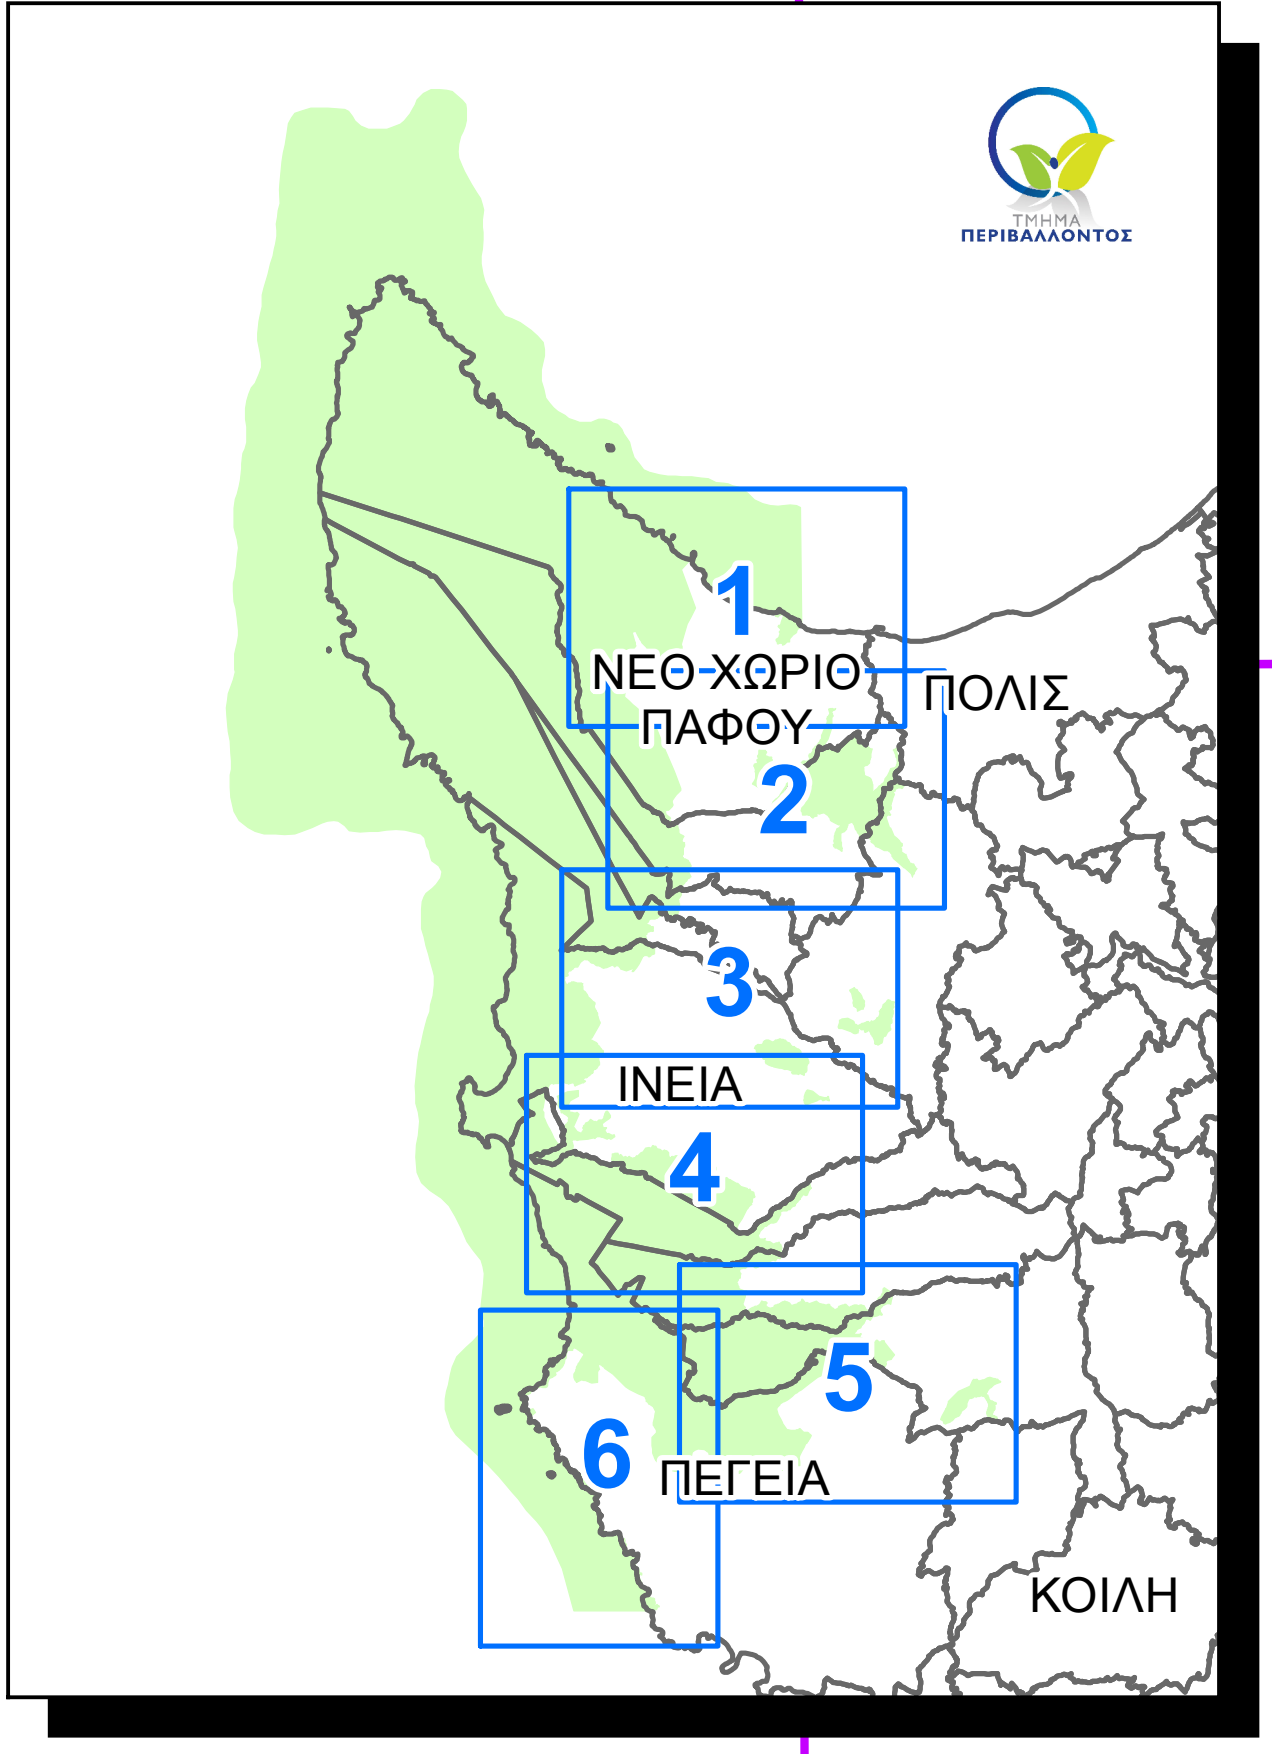 ΤΜΗΜΑ
ΠΕΡΙΒΑΛΛΟΝΤΟΣ
1
ΝΕΟ ΧΩΡΙΟ
ΠΑΦΟΥ
ΠΟΛΙΣ
2
3
ΙΝΕΙΑ
4
5
6
ΠΕΓΕΙΑ
ΚΟΙΛΗ